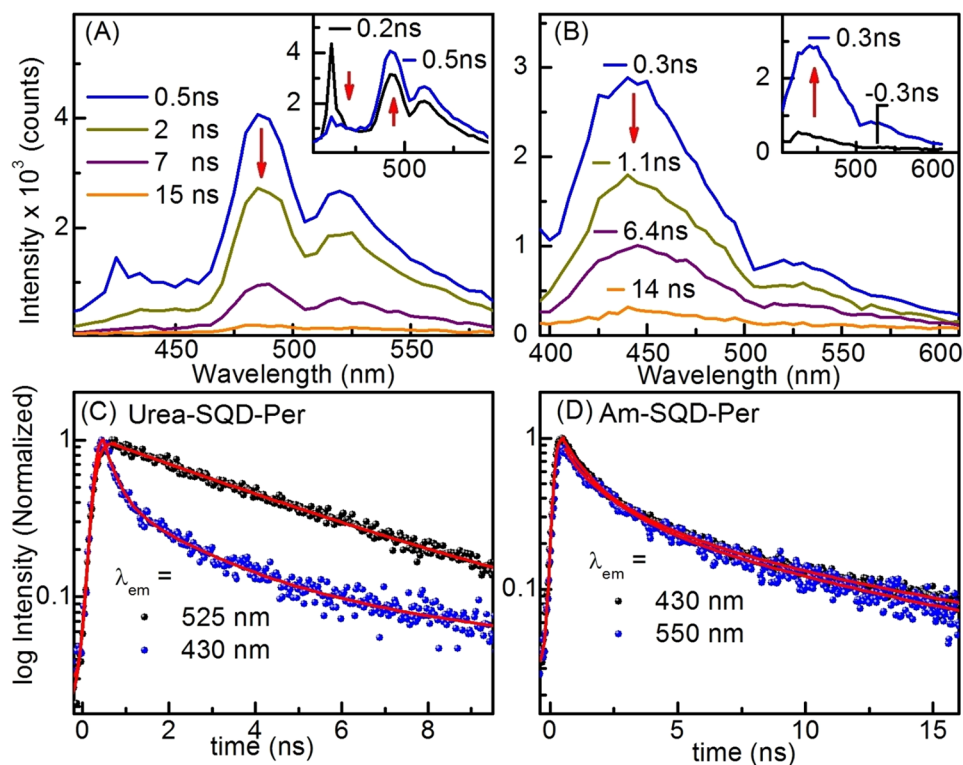 (A)
0.2ns
0.5ns
4
2
500
0.5ns
2 ns
7 ns
15 ns
Intensity x 10³ (counts)
4
2
450 500 550
Wavelength (nm)
(B)
0.3ns
1.1ns
6.4ns
14 ns
0.3ns
-0.3ns
2
0
500 600
3
2
1
0
400 450 500 550 600
Wavelength (nm)
(C) Urea-SQD-Per
log Intensity (Normalized)
1
0.1
λem =
525 nm
430 nm
0 2 4 6 8
time (ns)
(D) Am-SQD-Per
1
0.1
λem =
430 nm
550 nm
0 5 10 15
time (ns)